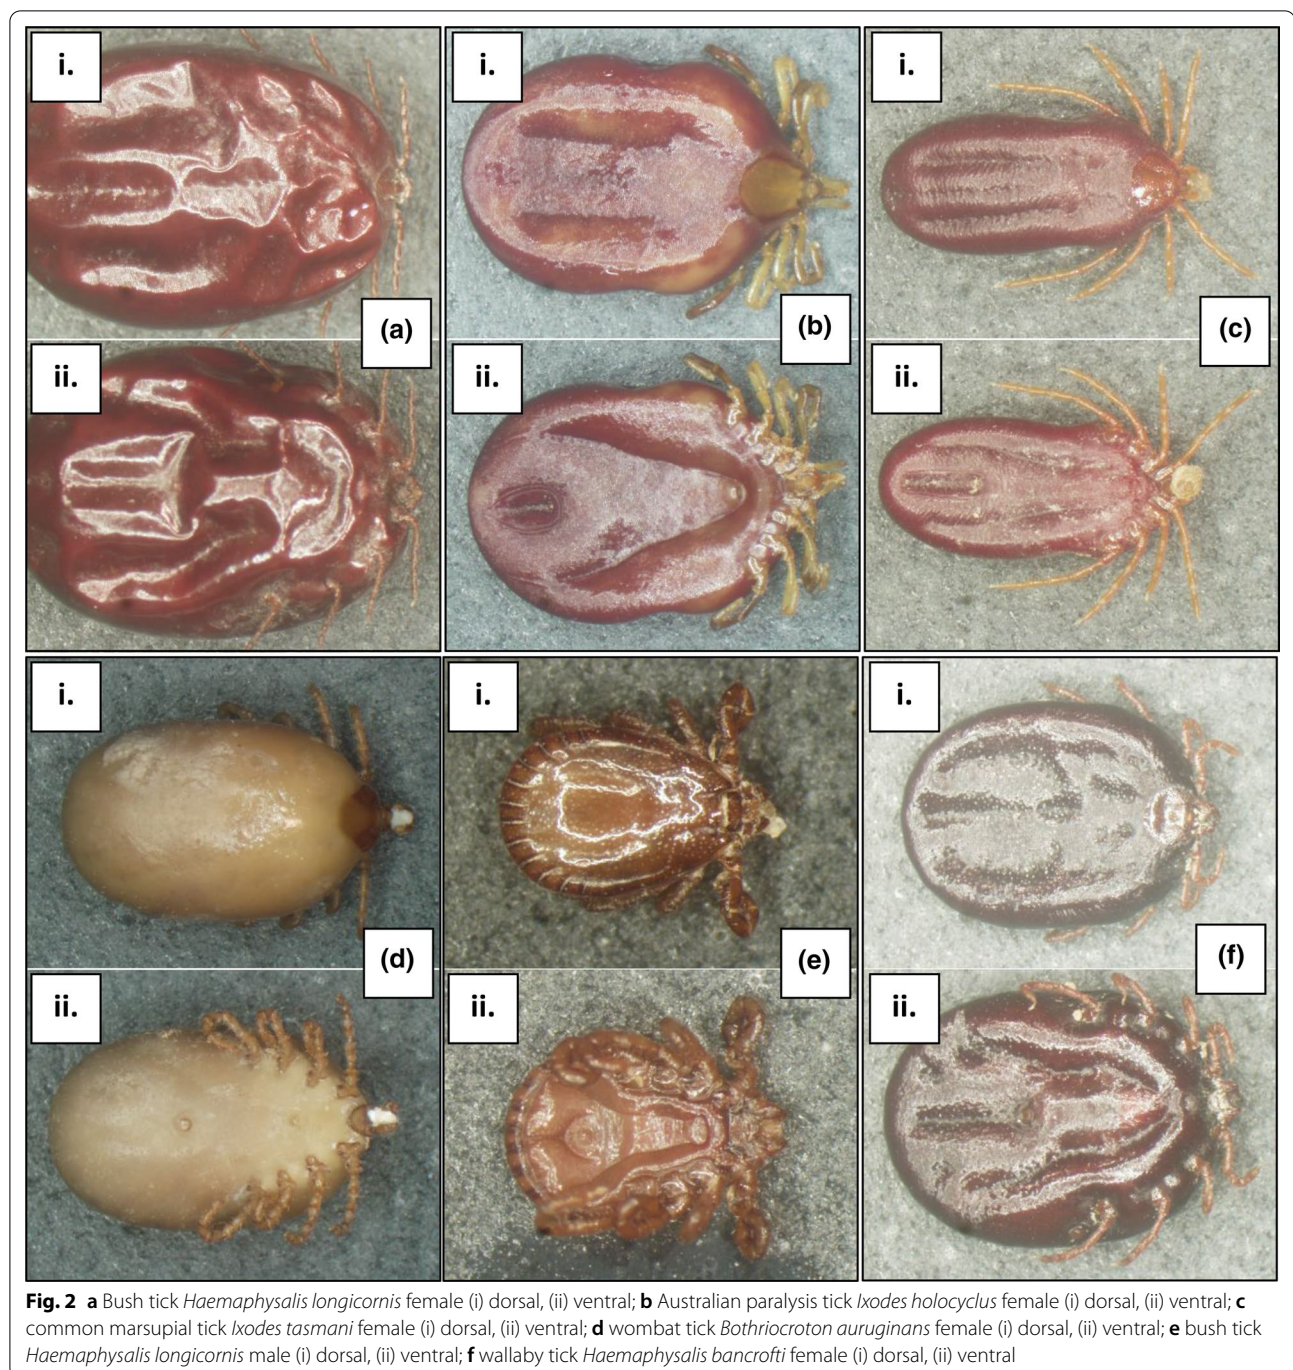 i.
i.
i.
(a)
(b)
(c)
ii.
ii.
ii.
i.
i.
i.
(d)
(e)
(f)
ii.
ii.
ii.
Fig. 2 a Bush tick Haemaphysalis longicornis female (i) dorsal, (ii) ventral; b Australian paralysis tick Ixodes holocyclus female (i) dorsal, (ii) ventral; c
common marsupial tick Ixodes tasmani female (i) dorsal, (ii) ventral; d wombat tick Bothriocroton auruginans female (i) dorsal, (ii) ventral; e bush tick
Haemaphysalis longicornis male (i) dorsal, (ii) ventral; f wallaby tick Haemaphysalis bancrofti female (i) dorsal, (ii) ventral